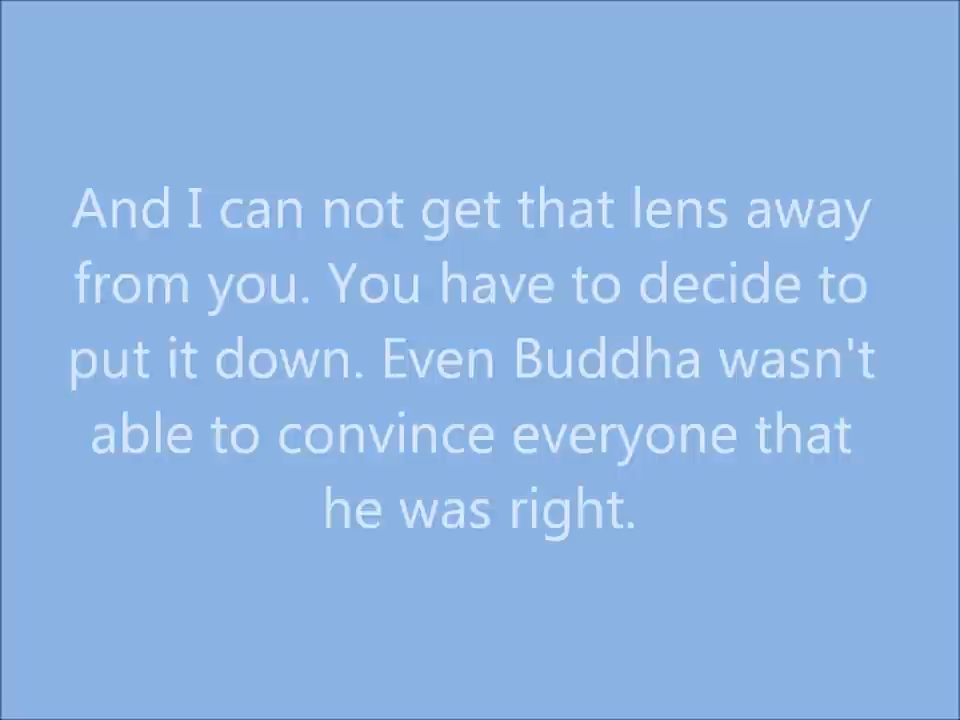 And I can not get that lens away
from you. You have to decide to
put it down. Even Buddha wasn't
able to convince everyone that
he was right.